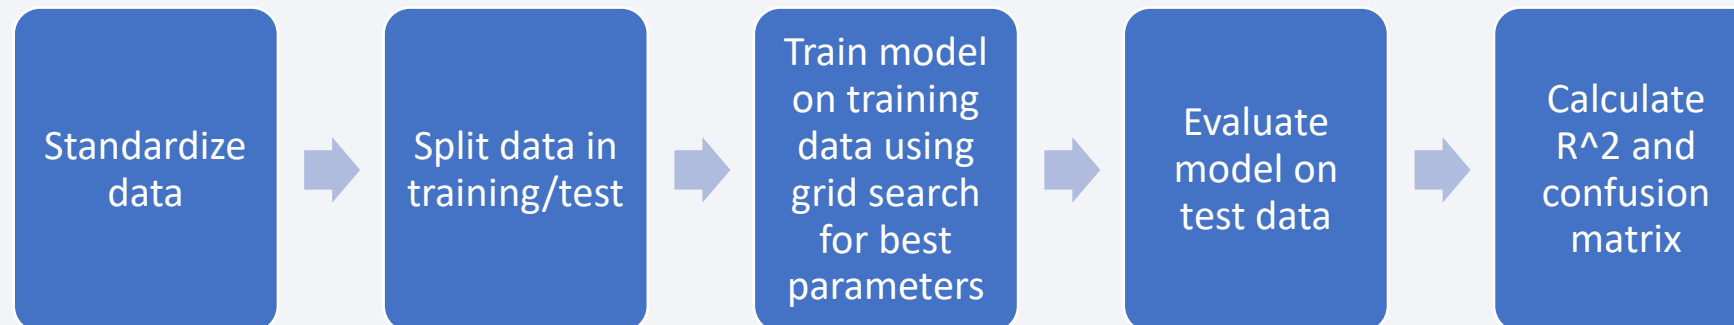 Standardize
data
Split data in
training/test
Train model
on training
data using
grid search
for best
parameters
Evaluate
model on
test data
Calculate
R^2 and
confusion
matrix